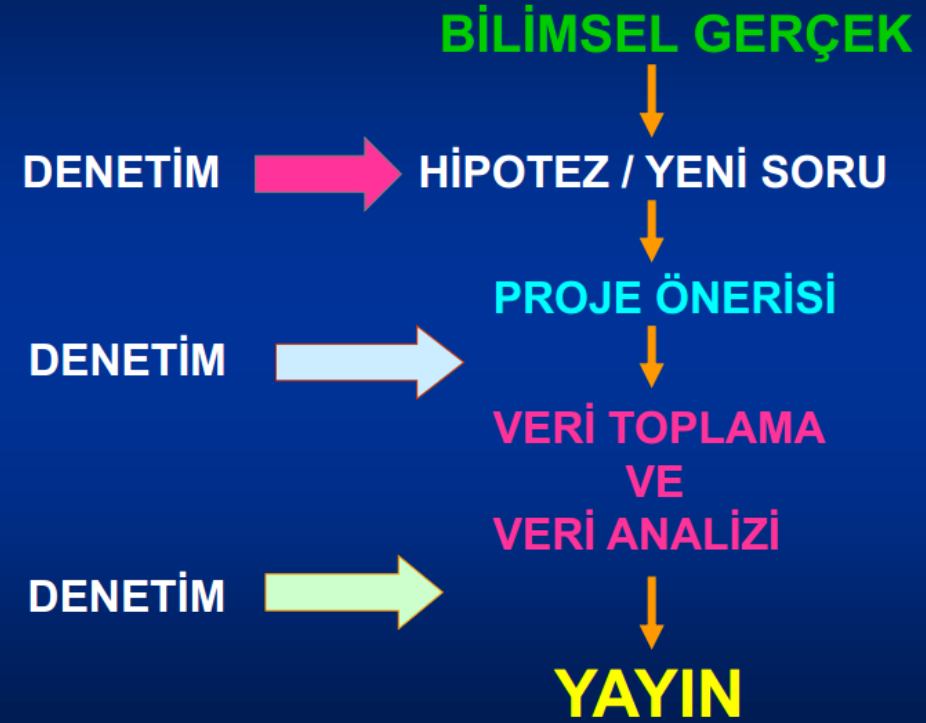 BİLİMSEL GERÇEK
DENETİM
HİPOTEZ / YENİ SORU
PROJE ÖNERİSİ
DENETİM
VERİ TOPLAMA
VE
VERİ ANALİZİ
DENETİM
YAYIN